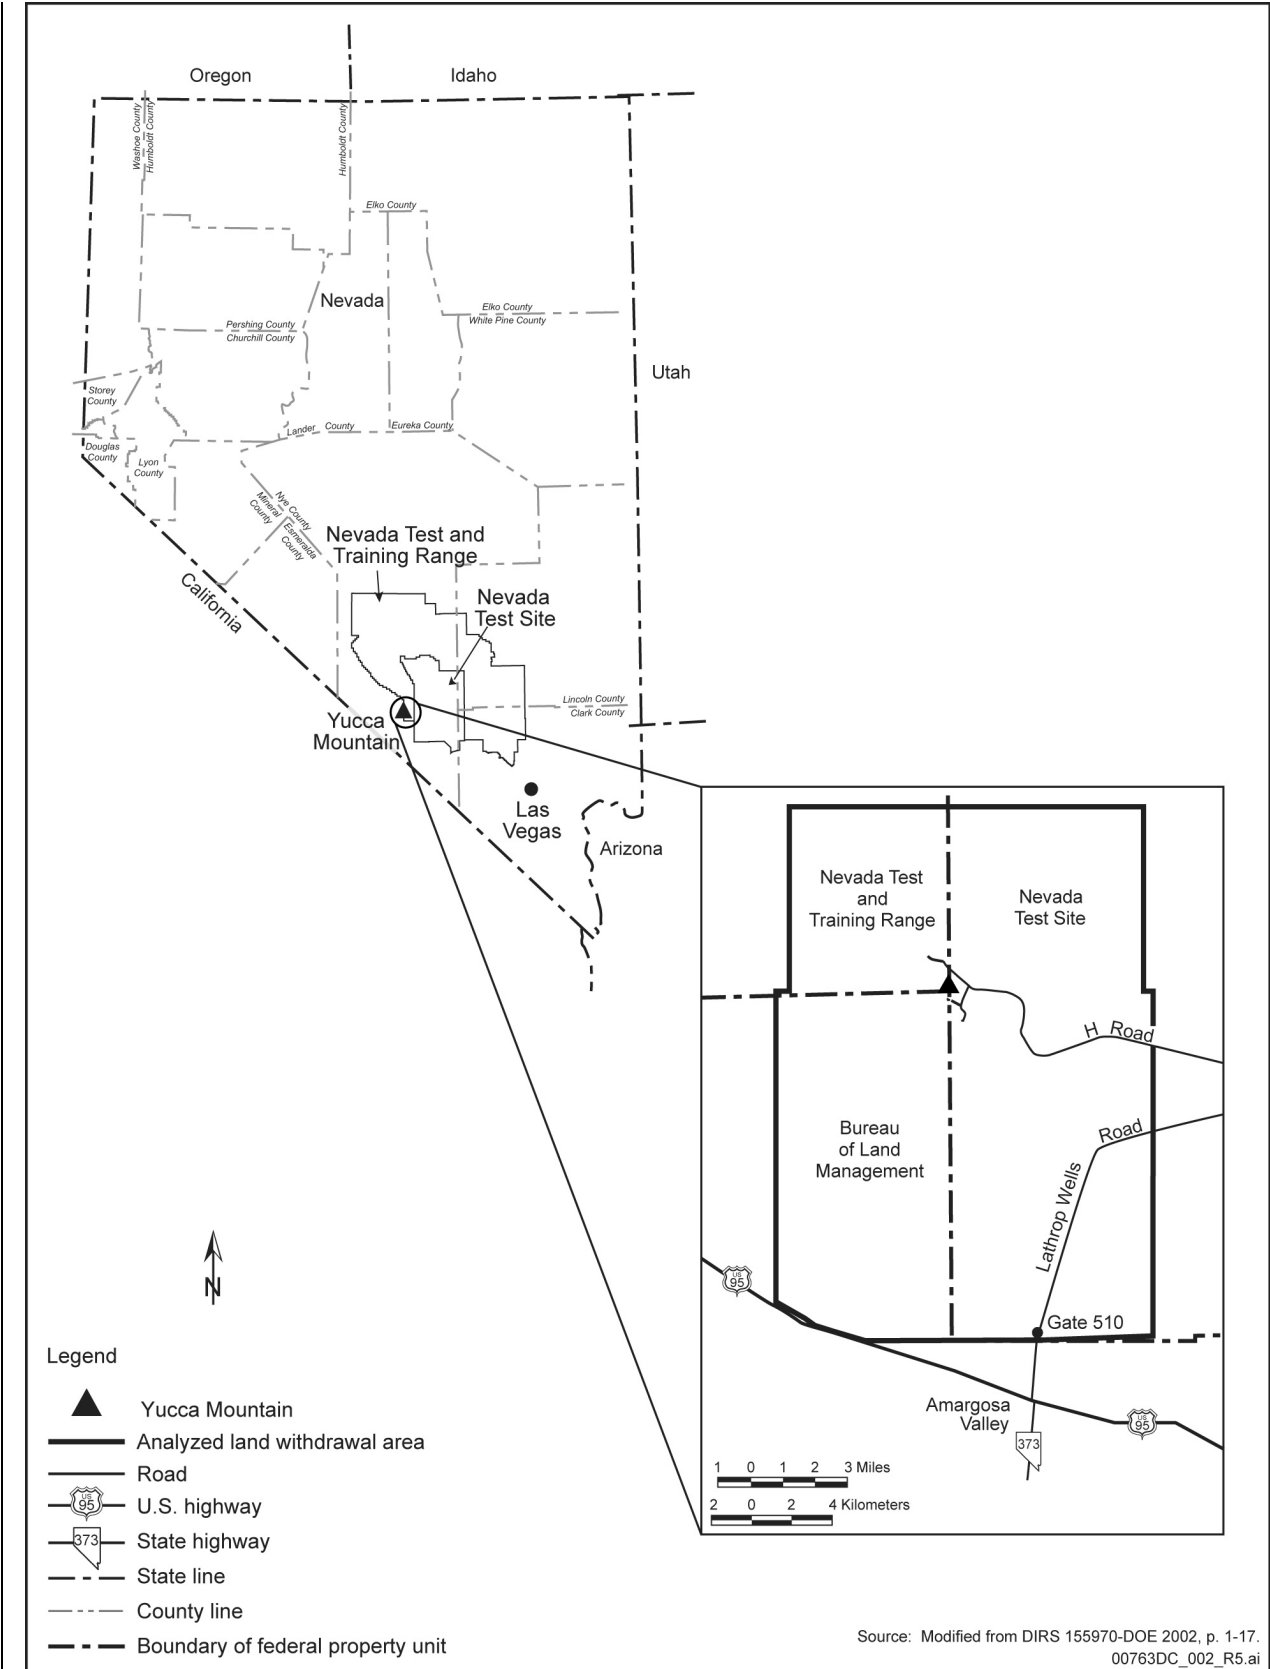 Oregon
Idaho
Washoe County
Humboldt County
Humboldt County
Elko County
Nevada
Elko County
White Pine County
Pershing County
Churchill County
Utah
Storey
County
Lander County
Eureka County
Douglas
County
Lyon
County
Nye County
Mineral
County
Esmeralda
County
Nevada Test and
Training Range
California
Nevada
Test Site
Lincoln County
Clark County
Yucca
Mountain
Las
Vegas
Arizona
Nevada Test
and
Training Range
Nevada
Test Site
H Road
Bureau
of Land
Management
Lathrop Wells Road
US
95
Gate 510
Amargosa
Valley
US
95
373
1 0 1 2 3 Miles
2 0 2 4 Kilometers
N
Legend
Yucca Mountain
Analyzed land withdrawal area
Road
US
95
U.S. highway
373
State highway
State line
County line
Boundary of federal property unit
Source: Modified from DIRS 155970-DOE 2002, p. 1-17.
00763DC_002_R5.ai